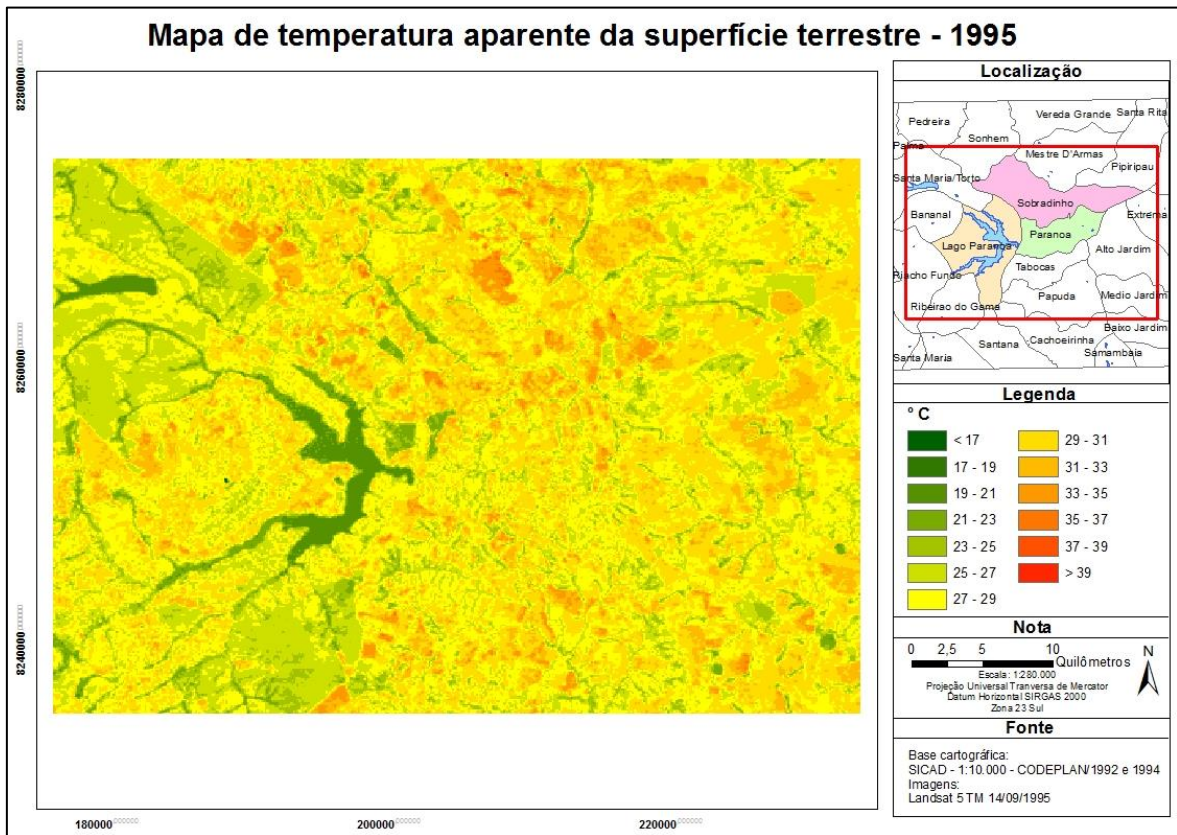 Mapa de temperatura aparente da superfície terrestre - 1995
8280000
8260000
8240000
180000
200000
220000
Localização
Pedreira
Sonhem
Vereda Grande
Santa Rita
Palma
Mestre D'Armas
Pipiripau
Santa Maria/Torto
Sobradinho
Bananal
Extrema
Paranoa
Lago Paranoa
Alto Jardim
Riacho Fundo
Tabocas
Papuda
Medio Jardim
Ribeirao do Gama
Baixo Jardim
Santana
Cachoeirinha
Santa Maria
Samambaia
Legenda
° C
< 17
17 - 19
19 - 21
21 - 23
23 - 25
25 - 27
27 - 29
29 - 31
31 - 33
33 - 35
35 - 37
37 - 39
> 39
Nota
0 2,5 5 10
Quilômetros
N
Escala: 1:280.000
Projeção Universal Tranversa de Mercator
Datum Horizontal SIRGAS 2000
Zona 23 Sul
Fonte
Base cartográfica:
SICAD - 1:10.000 - CODEPLAN/1992 e 1994
Imagens:
Landsat 5 TM 14/09/1995